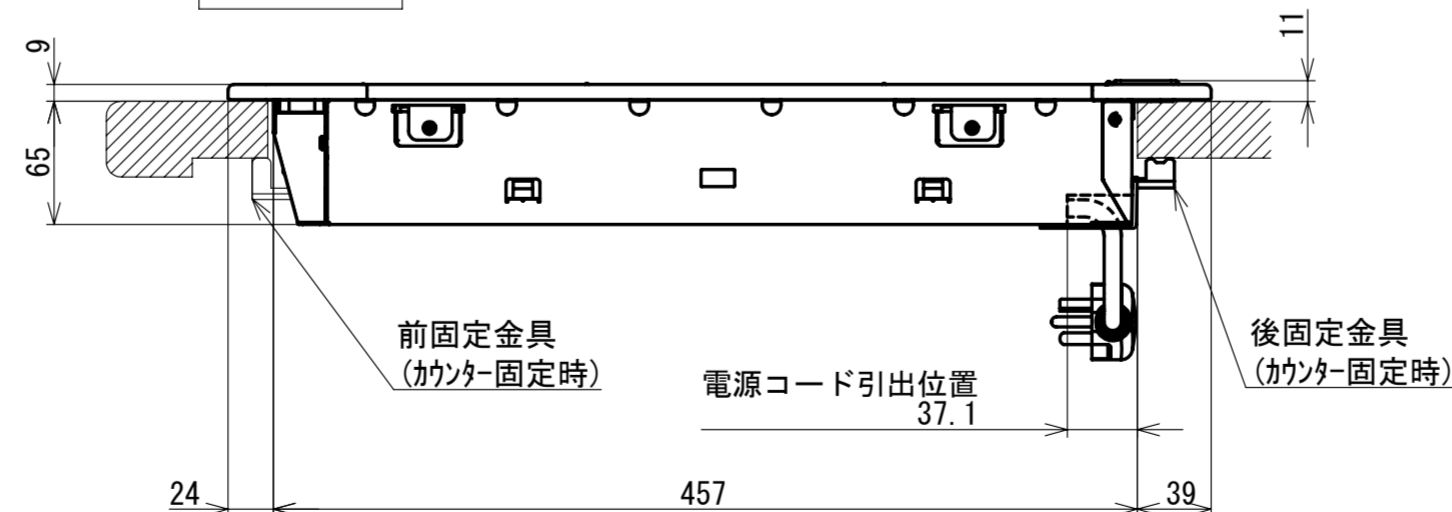 9
11
65
前固定金具
(ｶｳﾝﾀｰ固定時)
後固定金具
(ｶｳﾝﾀｰ固定時)
電源コード引出位置
37.1
24
457
39